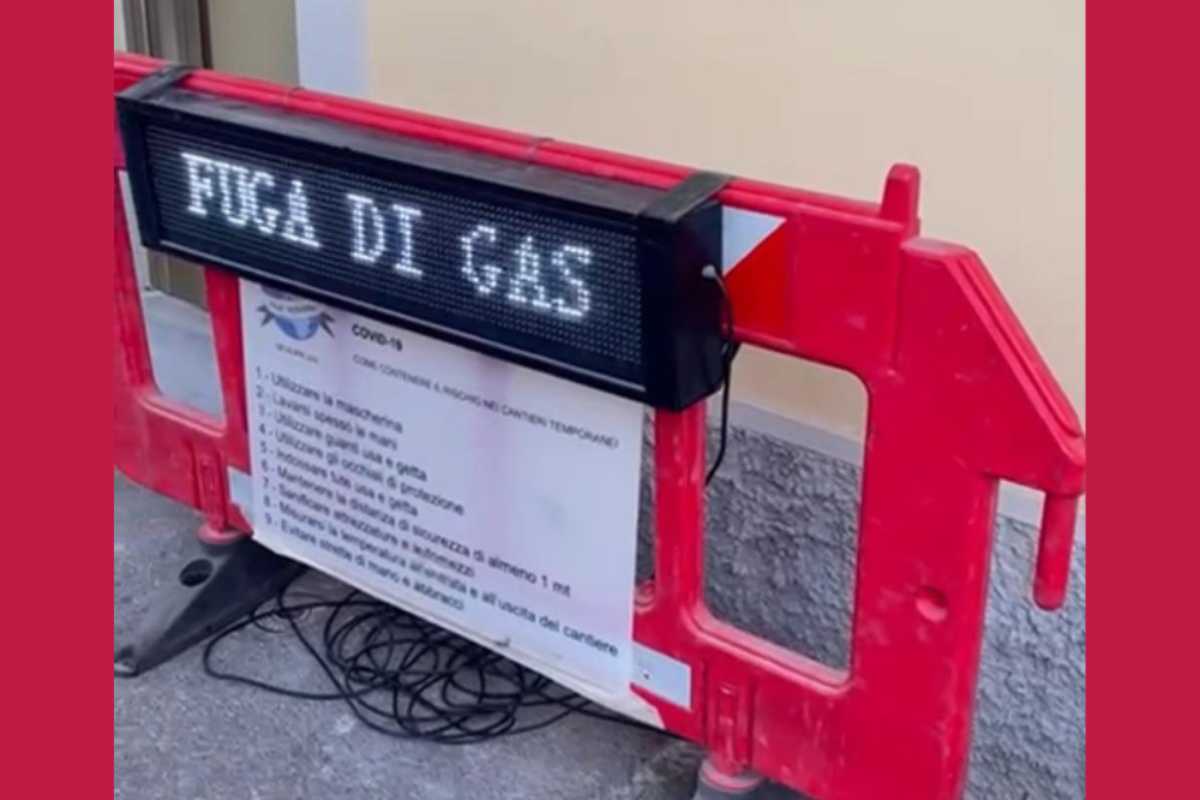 FUGA DI GAS
COVID-19
COME CONTENERE IL RISCHIO NEI CANTIERI TEMPORANEI
1 - Utilizzare la mascherina
2 - Lavarsi spesso le mani
3 - Utilizzare guanti usa e getta
4 - Utilizzare gli occhiali di protezione
5 - Indossare tute usa e getta
6 - Mantenere la distanza di sicurezza di almeno 1 mt
7 - Sanificare attrezzature e automezzi
8 - Misurare la temperatura all'entrata e all'uscita del cantiere
9 - Evitare strette di mano e abbracci